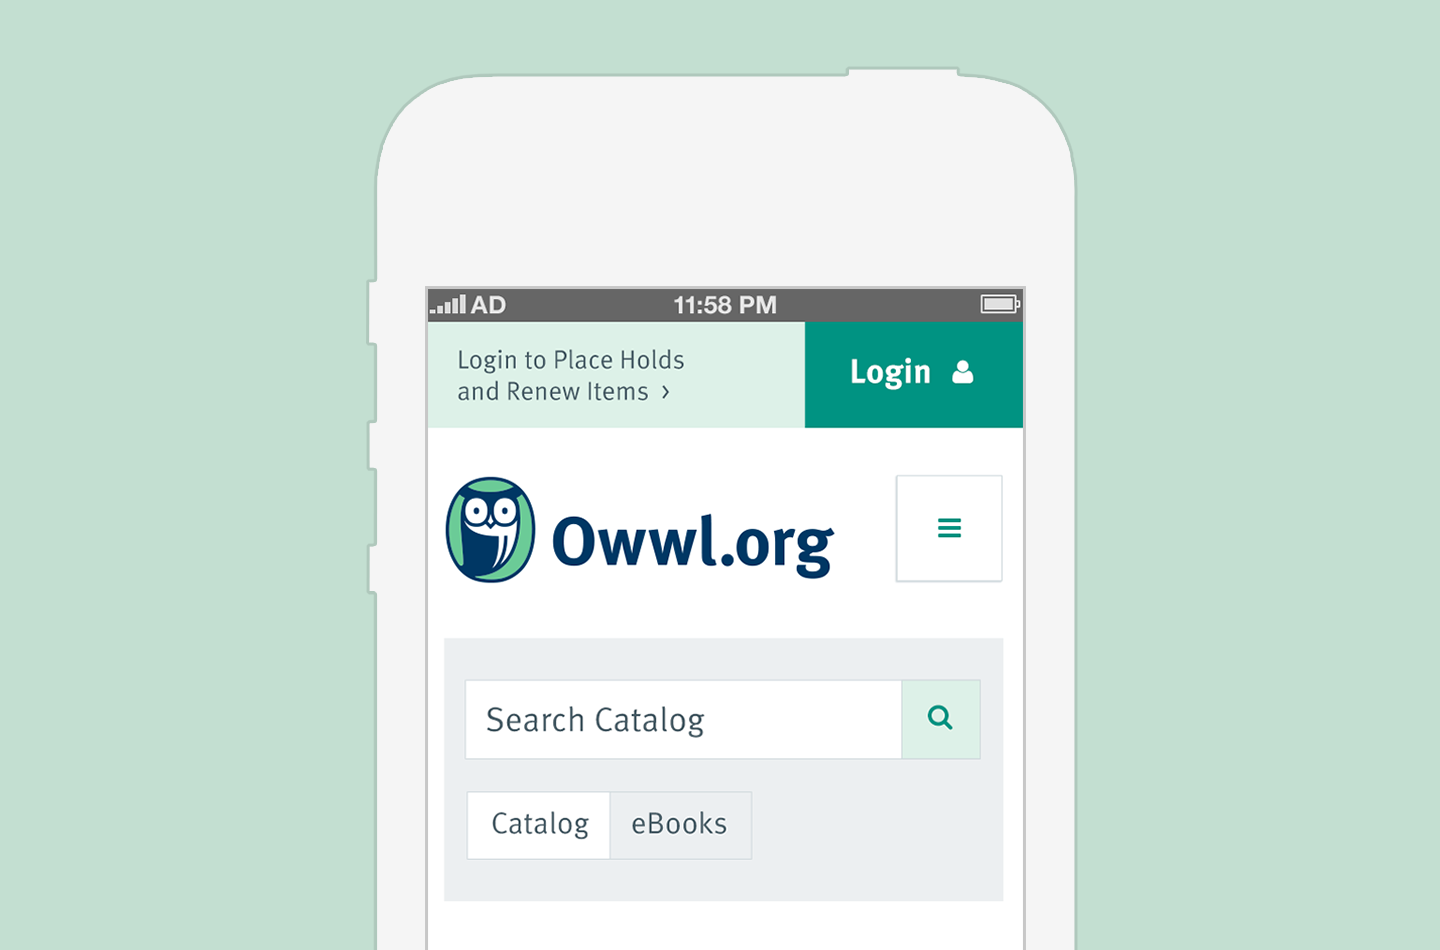 AD 11:58 PM
Login to Place Holds
and Renew Items ›
Login
Owwl.org
Search Catalog
Catalog
eBooks